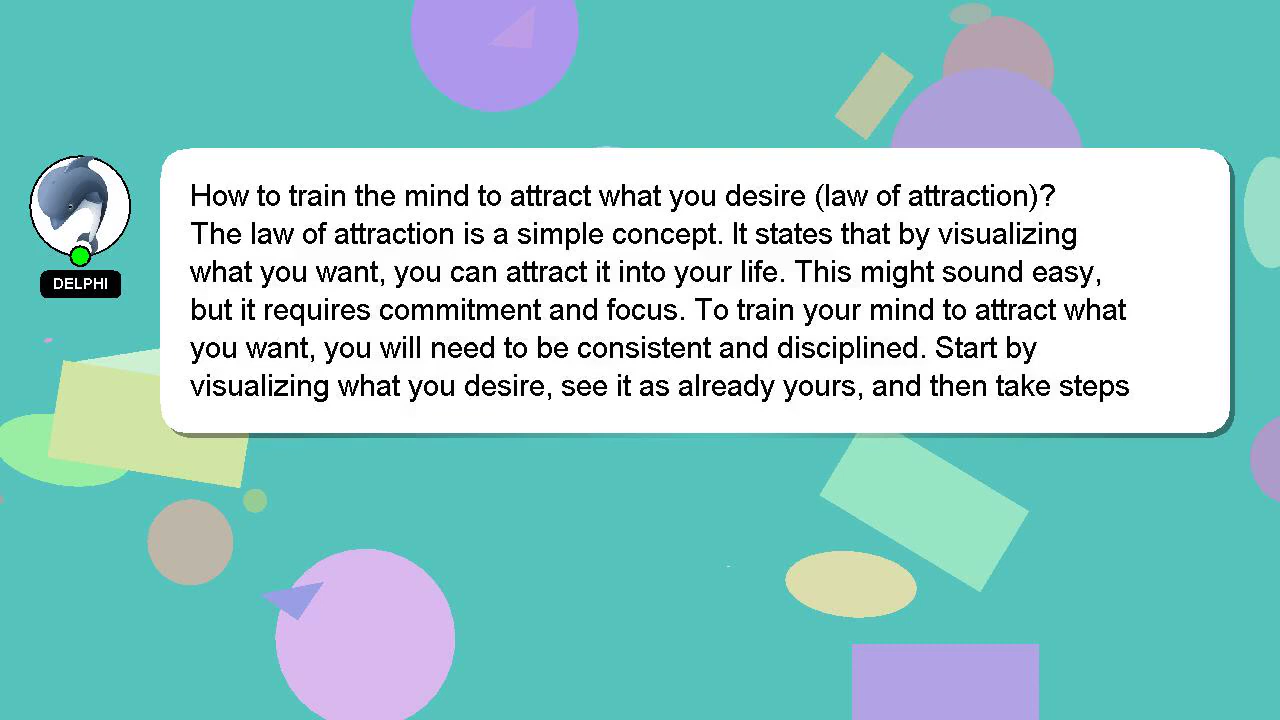 How to train the mind to attract what you desire (law of attraction)?
The law of attraction is a simple concept. It states that by visualizing
what you want, you can attract it into your life. This might sound easy,
but it requires commitment and focus. To train your mind to attract what
you want, you will need to be consistent and disciplined. Start by
visualizing what you desire, see it as already yours, and then take steps
DELPHI